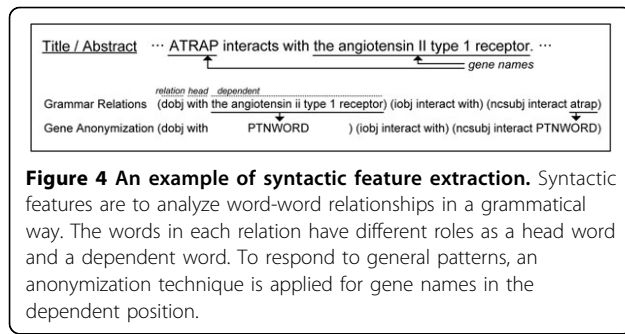 Title / Abstract ··· ATRAP interacts with the angiotensin II type 1 receptor. ···
gene names
relation head dependent
Grammar Relations (dobj with the angiotensin ii type 1 receptor) (iobj interact with) (ncsubj interact atrap)
Gene Anonymization (dobj with PTNWORD ) (iobj interact with) (ncsubj interact PTNWORD)
Figure 4 An example of syntactic feature extraction. Syntactic
features are to analyze word-word relationships in a grammatical
way. The words in each relation have different roles as a head word
and a dependent word. To respond to general patterns, an
anonymization technique is applied for gene names in the
dependent position.